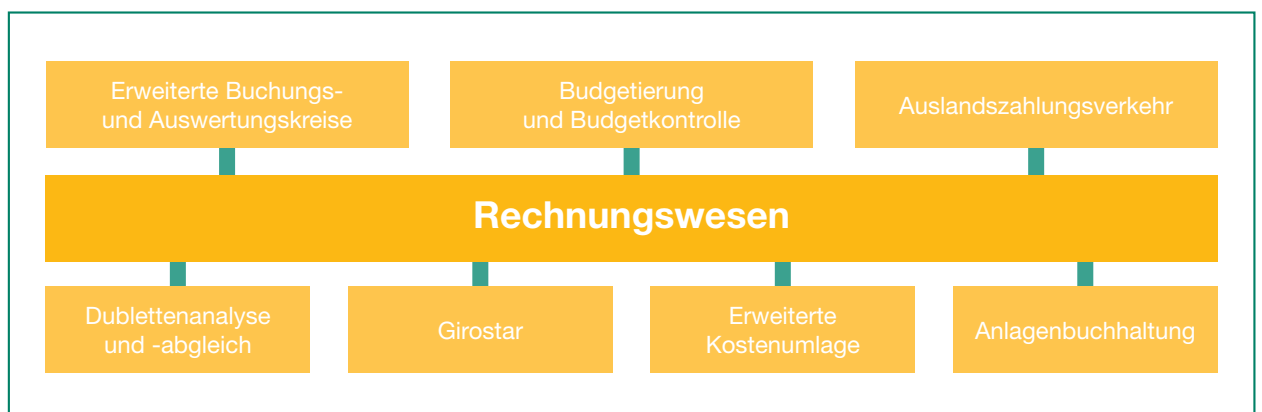 Erweiterte Buchungs-
und Auswertungskreise
Budgetierung
und Budgetkontrolle
Auslandszahlungsverkehr
Rechnungswesen
Dublettenanalyse
und -abgleich
Girostar
Erweiterte
Kostenumlage
Anlagenbuchhaltung